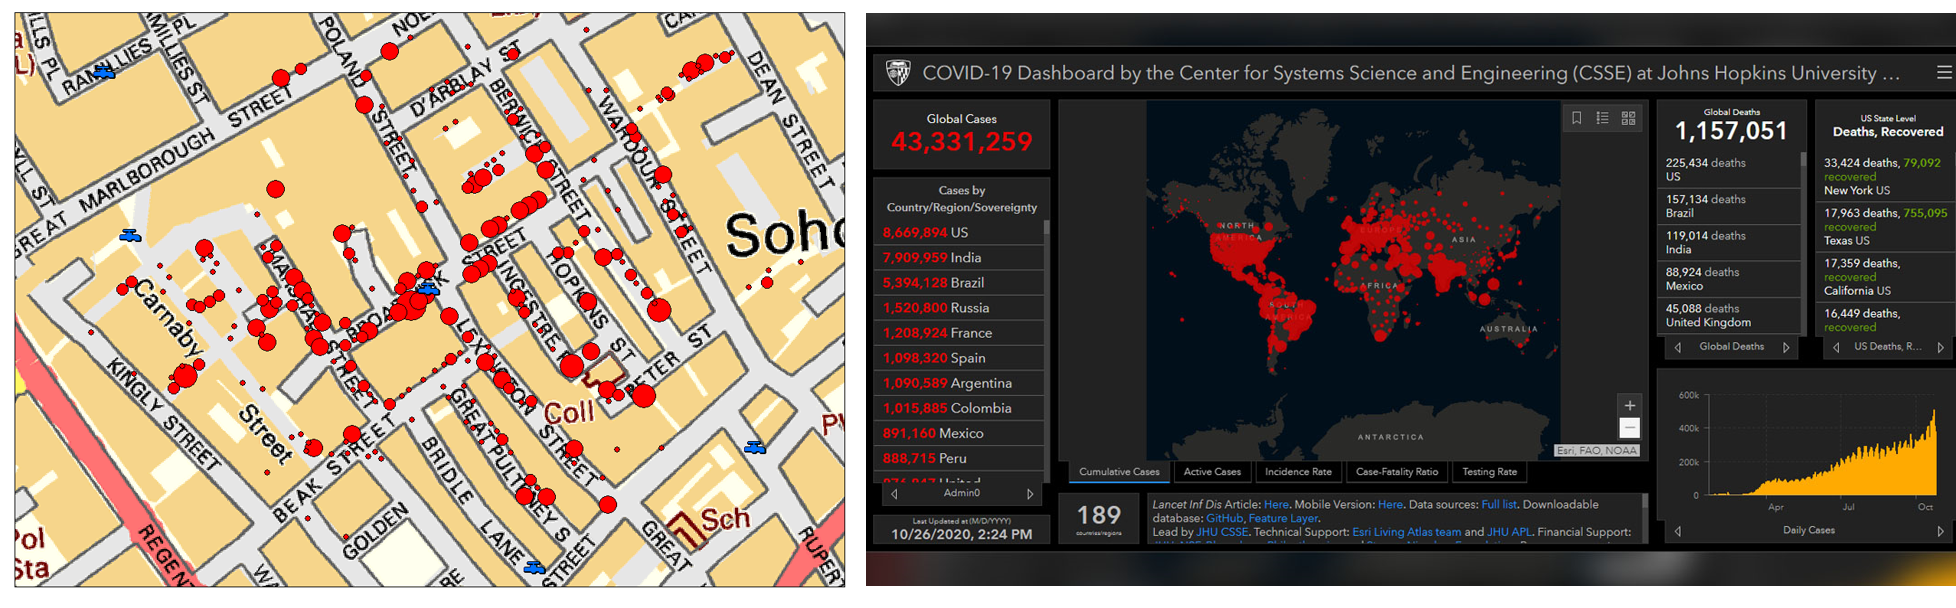 RAMILLIES
PL
ST
POLAND
STREET
NOEL
D'ARBLAY
ST
BERWICK
STREET
WARDOUR
STREET
DEAN
STREET
GREAT
MARLBOROUGH
STREET
Soho
Carnaby
Street
KINGLY STREET
BROA
STREET
LEXINGTON
STREET
HOPKINS
ST
PETER ST
Coll
GREAT PULTENEY S
BEAK
STREET
BRIDLE
LANE
GOLDEN
STREET
GREAT
Sch
REGEN
RUPER
Pol
Sta
COVID-19 Dashboard by the Center for Systems Science and Engineering (CSSE) at Johns Hopkins University ...
Global Cases
43,331,259
Cases by
Country/Region/Sovereignty
8,669,894 US
7,909,959 India
5,394,128 Brazil
1,520,800 Russia
1,208,924 France
1,098,320 Spain
1,090,589 Argentina
1,015,885 Colombia
891,160 Mexico
888,715 Peru
Admin0
Last Updated at (M/D/YYYY)
10/26/2020, 2:24 PM
NORTH
AMERICA
SOUTH
AMERICA
EUROPE
ASIA
AFRICA
AUSTRALIA
ANTARCTICA
+
−
Esri, FAO, NOAA
Cumulative Cases
Active Cases
Incidence Rate
Case-Fatality Ratio
Testing Rate
189
countries/regions
Lancet Inf Dis Article: Here. Mobile Version: Here. Data sources: Full list. Downloadable
database: GitHub, Feature Layer.
Lead by JHU CSSE. Technical Support: Esri Living Atlas team and JHU APL. Financial Support:
Global Deaths
1,157,051
225,434 deaths
US
157,134 deaths
Brazil
119,014 deaths
India
88,924 deaths
Mexico
45,088 deaths
United Kingdom
Global Deaths
US State Level
Deaths, Recovered
33,424 deaths, 79,092
recovered
New York US
17,963 deaths, 755,095
recovered
Texas US
17,359 deaths,
recovered
California US
16,449 deaths,
recovered
US Deaths, R...
600k
400k
200k
0
Apr
Jul
Oct
Daily Cases